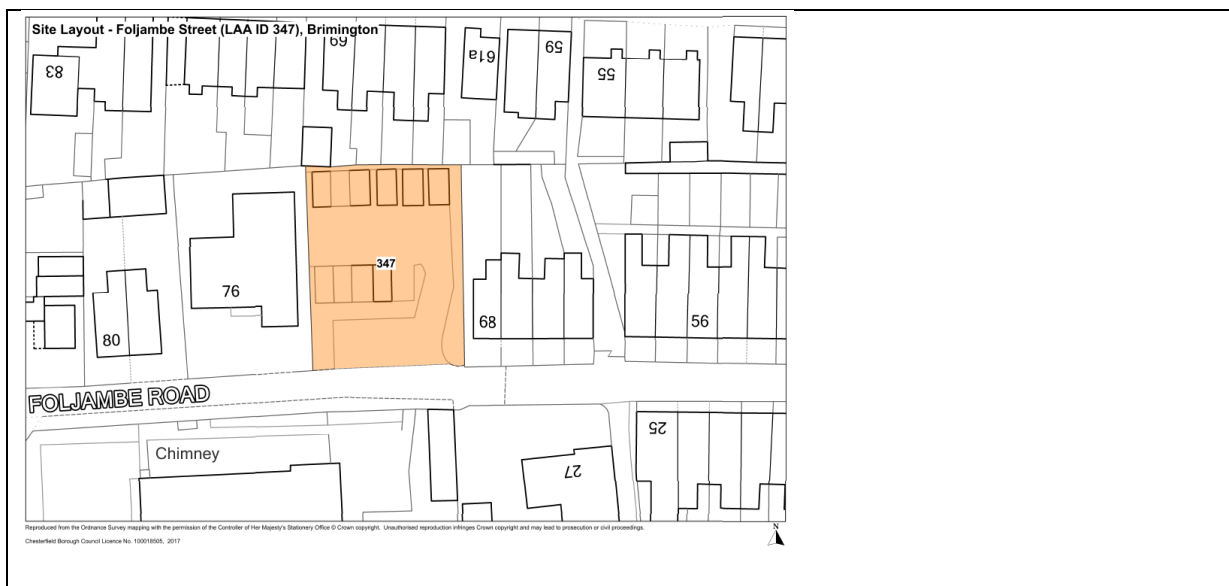 Site Layout - Foljambe Street (LAA ID 347), Brimington
83
69
61a
59
55
347
76
80
68
56
FOLJAMBE ROAD
Chimney
25
27
Reproduced from the Ordnance Survey mapping with the permission of the Controller of Her Majesty's Stationery Office © Crown copyright. Unauthorised reproduction infringes Crown copyright and may lead to prosecution or civil proceedings.
Chesterfield Borough Council Licence No. 100018505, 2017
N